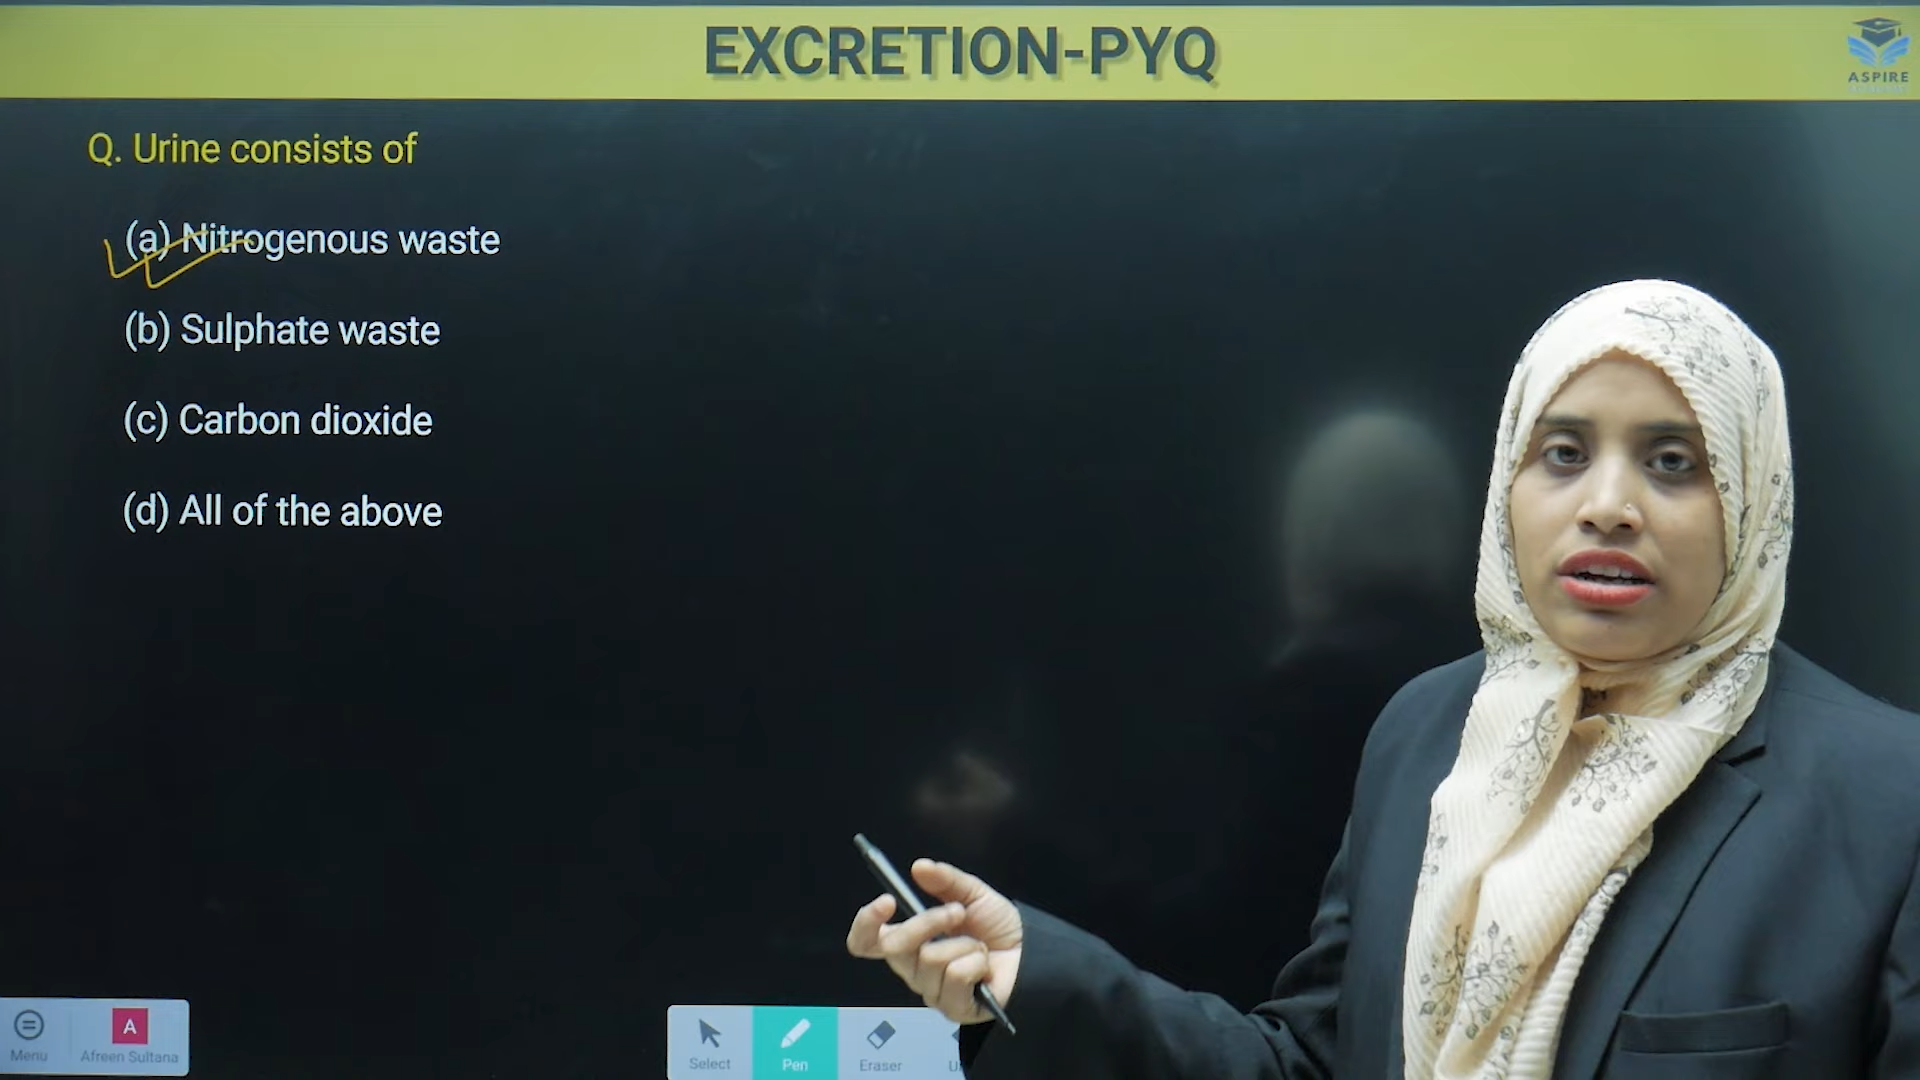 EXCRETION-PYQ
ASPIRE
Q. Urine consists of
(a) Nitrogenous waste
(b) Sulphate waste
(c) Carbon dioxide
(d) All of the above
Menu
A
Afreen Sultana
Select
Pen
Eraser